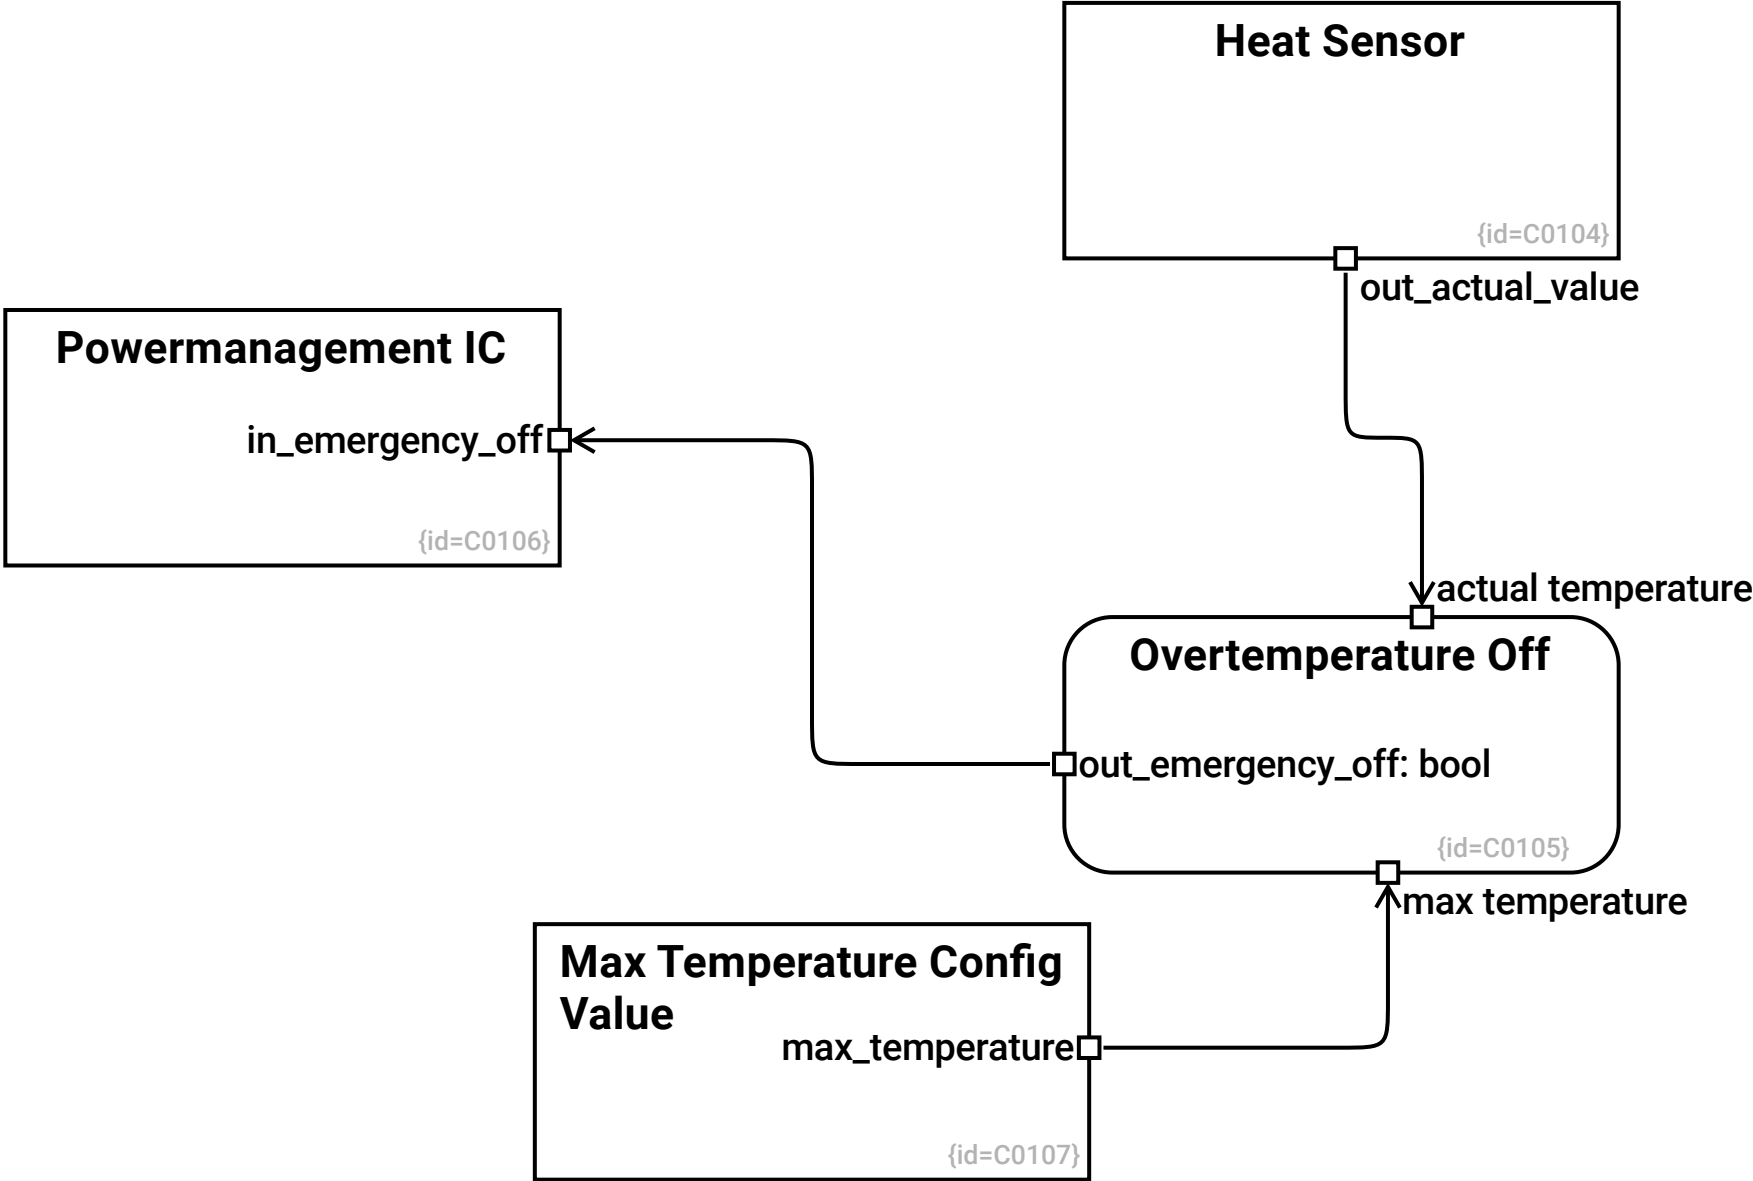 Heat Sensor
{id=C0104}
out_actual_value
Powermanagement IC
in_emergency_off
{id=C0106}
actual temperature
Overtemperature Off
out_emergency_off: bool
{id=C0105}
max temperature
Max Temperature Config
Value
max_temperature
{id=C0107}